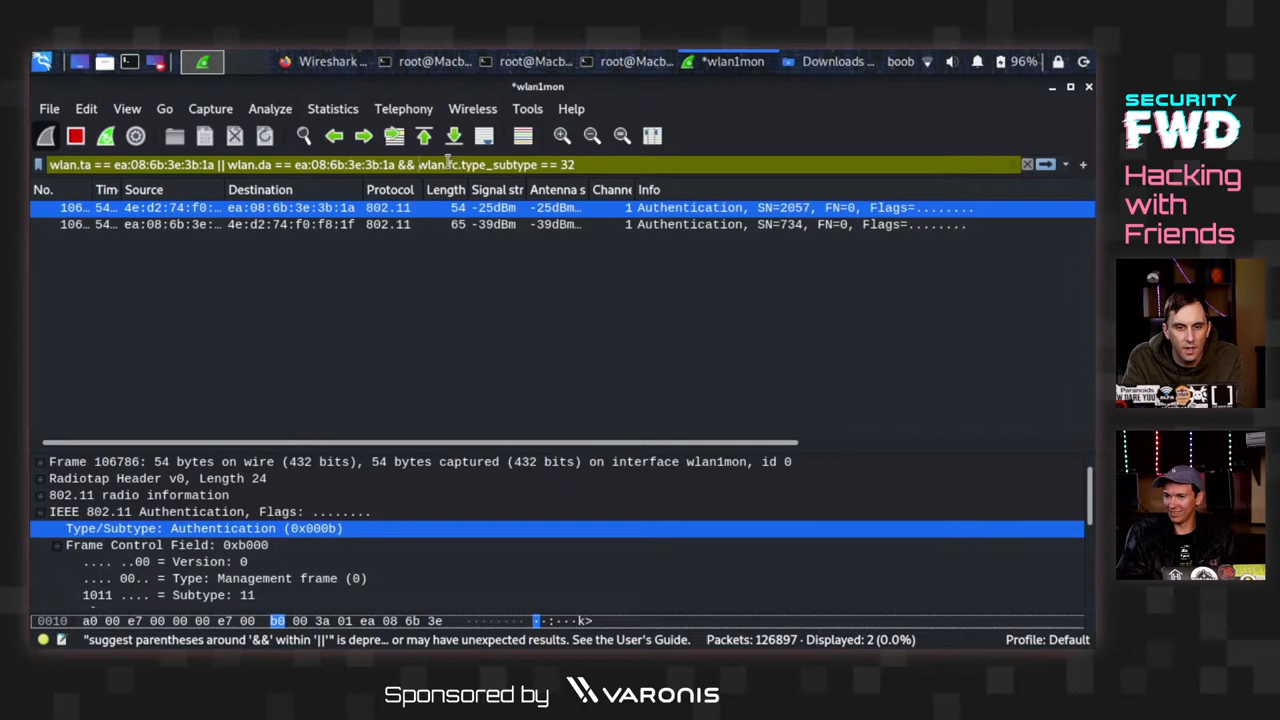 Wireshark ... root@Macb... root@Macb... root@Macb... *wlan1mon Downloads ... boob 96%
*wlan1mon
File Edit View Go Capture Analyze Statistics Telephony Wireless Tools Help
wlan.ta == ea:08:6b:3e:3b:1a || wlan.da == ea:08:6b:3e:3b:1a && wlan.fc.type_subtype == 32
No. Tim Source Destination Protocol Length Signal str Antenna s Channe Info
106… 54… 4e:d2:74:f0:… ea:08:6b:3e:3b:1a 802.11 54 -25dBm -25dBm… 1 Authentication, SN=2057, FN=0, Flags=........
106… 54… ea:08:6b:3e:… 4e:d2:74:f0:f8:1f 802.11 65 -39dBm -39dBm… 1 Authentication, SN=734, FN=0, Flags=........
Frame 106786: 54 bytes on wire (432 bits), 54 bytes captured (432 bits) on interface wlan1mon, id 0
Radiotap Header v0, Length 24
802.11 radio information
IEEE 802.11 Authentication, Flags: ........
Type/Subtype: Authentication (0x000b)
Frame Control Field: 0xb000
.... ..00 = Version: 0
.... 00.. = Type: Management frame (0)
1011 .... = Subtype: 11
0010 a0 00 e7 00 00 00 e7 00 b0 00 3a 01 ea 08 6b 3e ········ ··:···k>
"suggest parentheses around '&&' within '||'" is depre... or may have unexpected results. See the User's Guide. Packets: 126897 · Displayed: 2 (0.0%) Profile: Default
SECURITY
FWD
Hacking
with
Friends
Paranoids
Sponsored by VARONIS